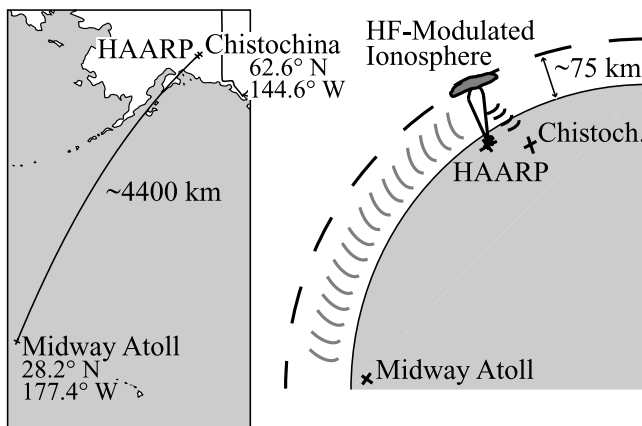 HAARP
Chistochina
62.6° N
144.6° W
~4400 km
Midway Atoll
28.2° N
177.4° W
HF-Modulated
Ionosphere
~75 km
Chistoch.
HAARP
Midway Atoll